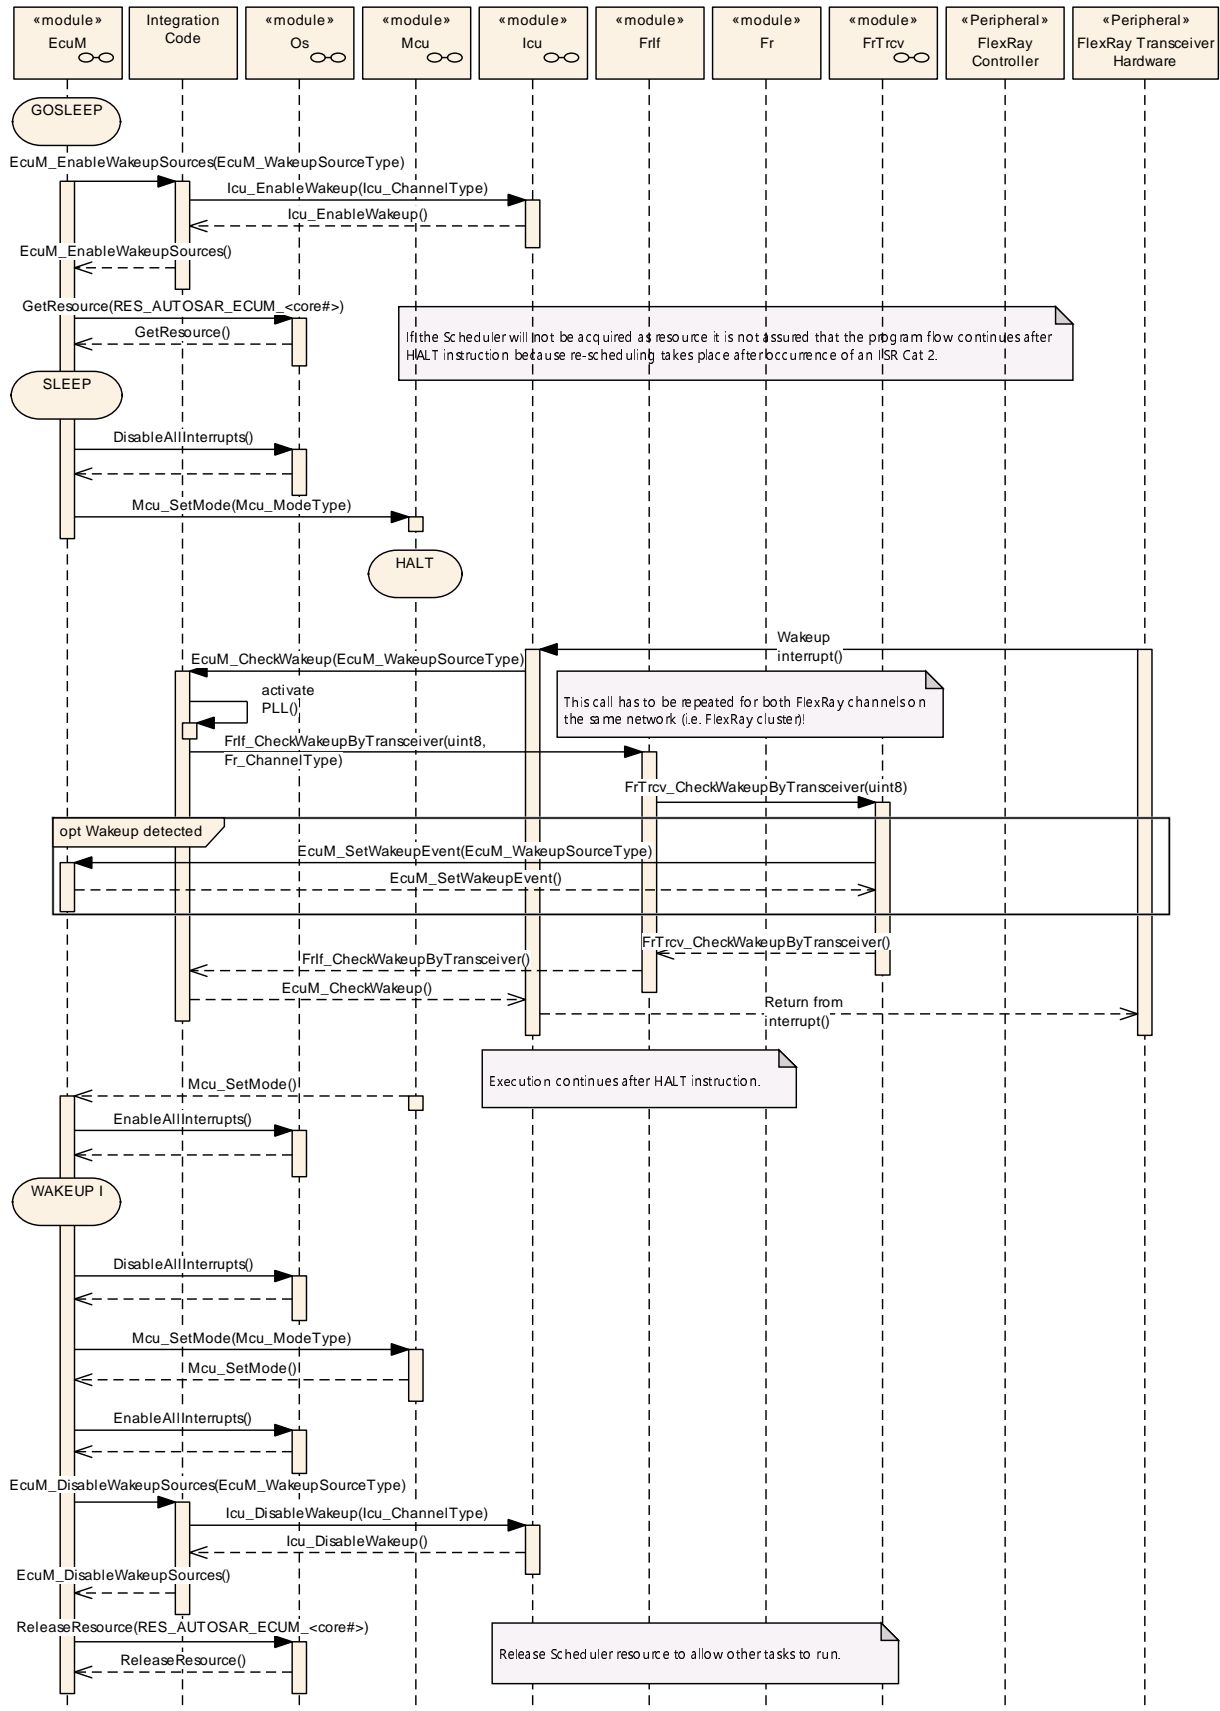 «module»
EcuM
Integration
Code
«module»
Os
«module»
Mcu
«module»
Icu
«module»
FrIf
«module»
Fr
«module»
FrTrcv
«Peripheral»
FlexRay
Controller
«Peripheral»
FlexRay Transceiver
Hardware
GOSLEEP
EcuM_EnableWakeupSources(EcuM_WakeupSourceType)
Icu_EnableWakeup(Icu_ChannelType)
Icu_EnableWakeup()
EcuM_EnableWakeupSources()
GetResource(RES_AUTOSAR_ECUM_<core#>)
GetResource()
If the Scheduler will not be acquired as resource it is not assured that the program flow continues after
HALT instruction because re-scheduling takes place after occurrence of an ISR Cat 2.
SLEEP
DisableAllInterrupts()
Mcu_SetMode(Mcu_ModeType)
HALT
Wakeup
interrupt()
EcuM_CheckWakeup(EcuM_WakeupSourceType)
activate
PLL()
This call has to be repeated for both FlexRay channels on
the same network (i.e. FlexRay cluster)!
FrIf_CheckWakeupByTransceiver(uint8,
Fr_ChannelType)
FrTrcv_CheckWakeupByTransceiver(uint8)
opt Wakeup detected
EcuM_SetWakeupEvent(EcuM_WakeupSourceType)
EcuM_SetWakeupEvent()
FrTrcv_CheckWakeupByTransceiver()
FrIf_CheckWakeupByTransceiver()
EcuM_CheckWakeup()
Return from
interrupt()
Execution continues after HALT instruction.
Mcu_SetMode()
EnableAllInterrupts()
WAKEUP I
DisableAllInterrupts()
Mcu_SetMode(Mcu_ModeType)
Mcu_SetMode()
EnableAllInterrupts()
EcuM_DisableWakeupSources(EcuM_WakeupSourceType)
Icu_DisableWakeup(Icu_ChannelType)
Icu_DisableWakeup()
EcuM_DisableWakeupSources()
ReleaseResource(RES_AUTOSAR_ECUM_<core#>)
ReleaseResource()
Release Scheduler resource to allow other tasks to run.